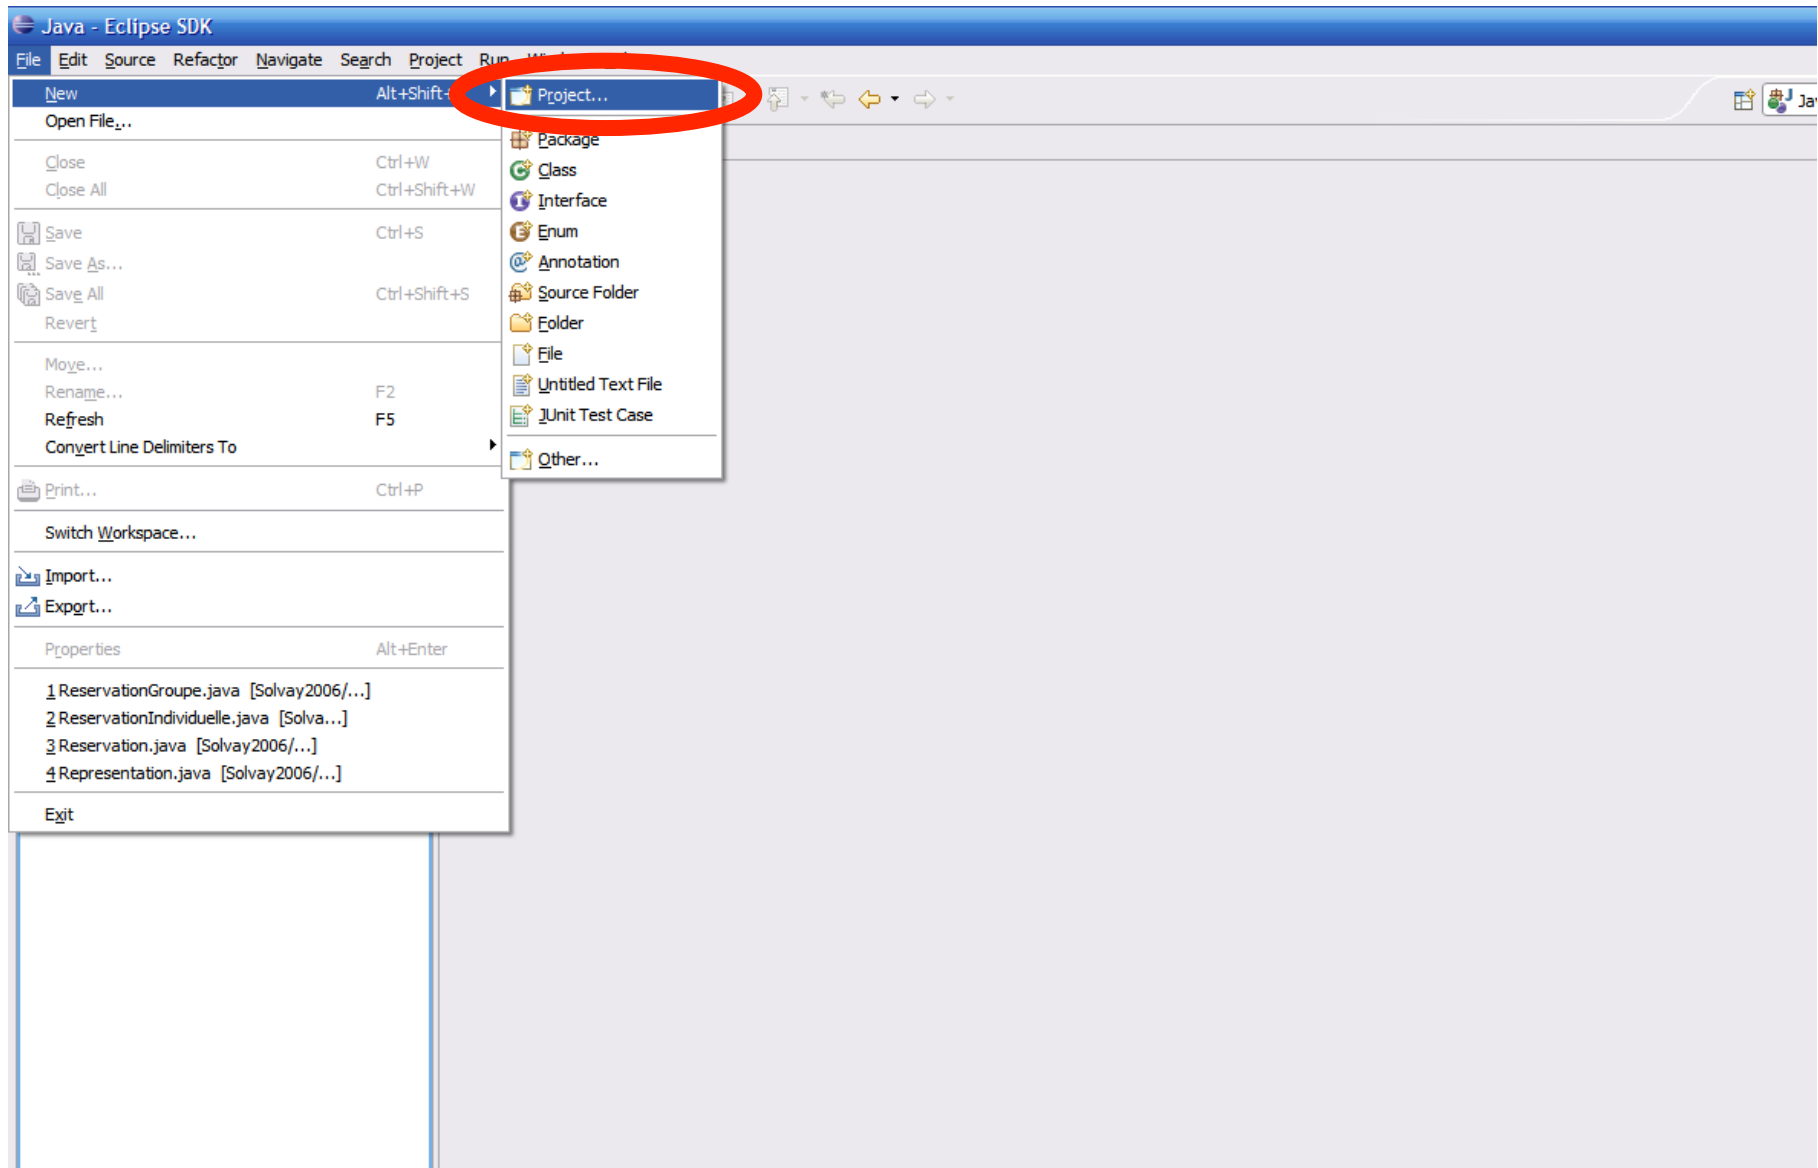 Java - Eclipse SDK
File Edit Source Refactor Navigate Search Project Run
New Alt+Shift+
Project...
Jav
Open File...
Package
Close Ctrl+W
Class
Close All Ctrl+Shift+W
Interface
Save Ctrl+S
Enum
Save As...
Annotation
Save All Ctrl+Shift+S
Source Folder
Revert
Folder
File
Move...
Untitled Text File
Rename... F2
JUnit Test Case
Refresh F5
Convert Line Delimiters To
Other...
Print... Ctrl+P
Switch Workspace...
Import...
Export...
Properties Alt+Enter
1 ReservationGroupe.java [Solvay2006/...]
2 ReservationIndividuelle.java [Solva...]
3 Reservation.java [Solvay2006/...]
4 Representation.java [Solvay2006/...]
Exit